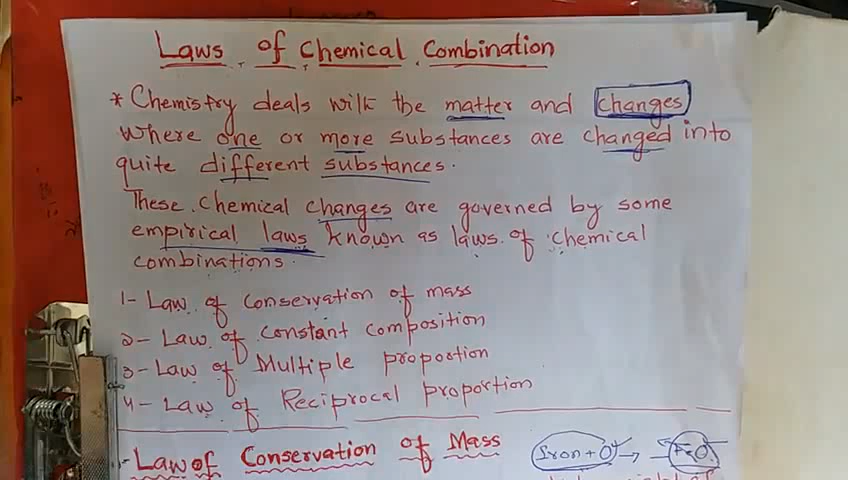 Laws of Chemical Combination
* Chemistry deals with the matter and changes
where one or more substances are changed into
quite different substances.
These chemical changes are governed by some
empirical laws known as laws of chemical
combinations.
1- Law of conservation of mass
2- Law of constant composition
3- Law of Multiple proportion
4- Law of Reciprocal proportion
1- Law of Conservation of Mass
Iron + O →